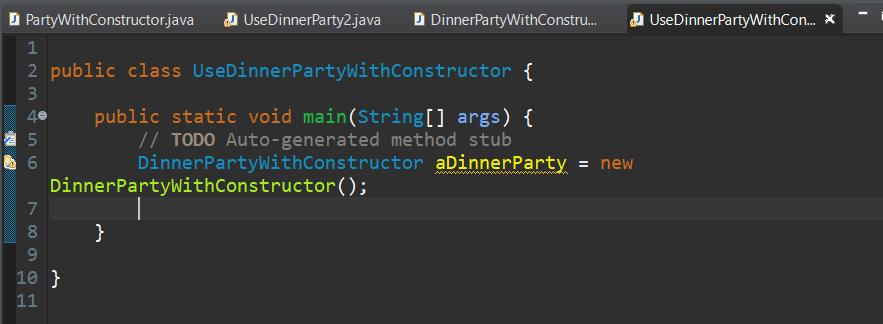 PartyWithConstructor.java UseDinnerParty2.java DinnerPartyWithConstru... UseDinnerPartyWithCon...
1
2 public class UseDinnerPartyWithConstructor {
3
4 public static void main(String[] args) {
5 // TODO Auto-generated method stub
6 DinnerPartyWithConstructor aDinnerParty = new
DinnerPartyWithConstructor();
7
8 }
9
10 }
11